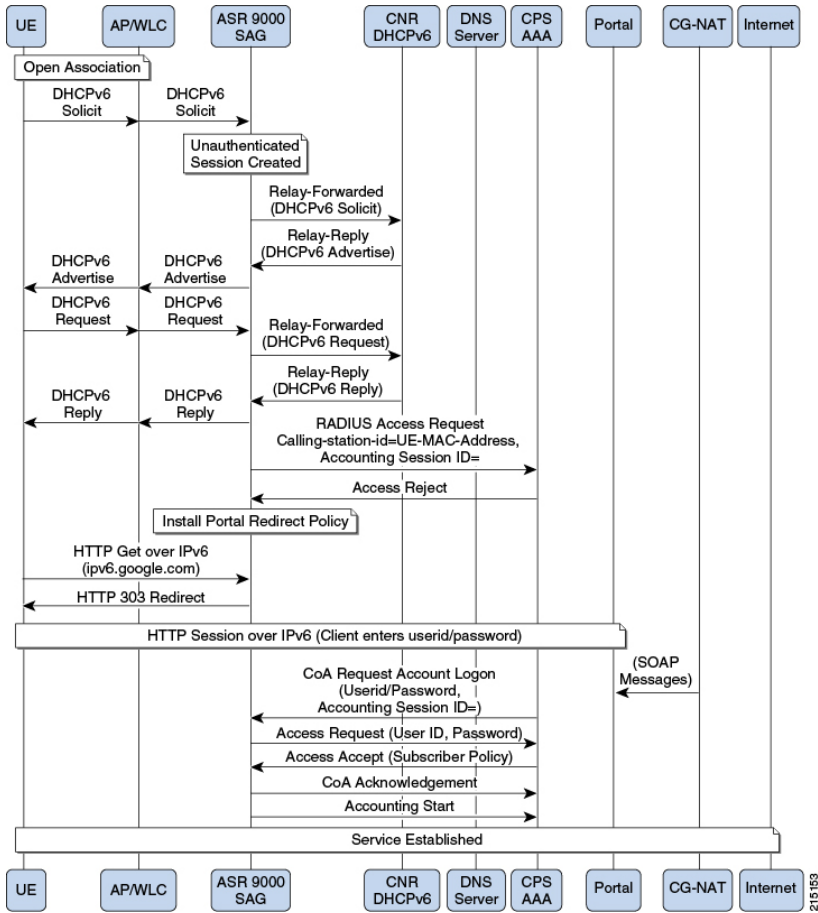 UE
AP/WLC
ASR 9000
SAG
CNR
DHCPv6
DNS
Server
CPS
AAA
Portal
CG-NAT
Internet
Open Association
DHCPv6
Solicit
DHCPv6
Solicit
Unauthenticated
Session Created
Relay-Forwarded
(DHCPv6 Solicit)
Relay-Reply
(DHCPv6 Advertise)
DHCPv6
Advertise
DHCPv6
Advertise
DHCPv6
Request
DHCPv6
Request
Relay-Forwarded
(DHCPv6 Request)
Relay-Reply
(DHCPv6 Reply)
DHCPv6
Reply
DHCPv6
Reply
RADIUS Access Request
Calling-station-id=UE-MAC-Address,
Accounting Session ID=
Access Reject
Install Portal Redirect Policy
HTTP Get over IPv6
(ipv6.google.com)
HTTP 303 Redirect
HTTP Session over IPv6 (Client enters userid/password)
(SOAP
Messages)
CoA Request Account Logon
(Userid/Password,
Accounting Session ID=)
Access Request (User ID, Password)
Access Accept (Subscriber Policy)
CoA Acknowledgement
Accounting Start
Service Established
UE
AP/WLC
ASR 9000
SAG
CNR
DHCPv6
DNS
Server
CPS
AAA
Portal
CG-NAT
Internet
215153